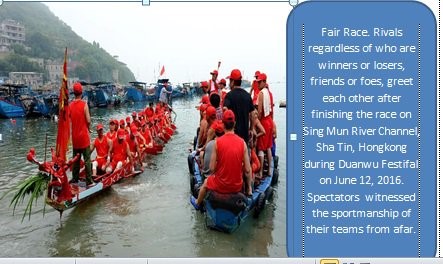 Fair Race. Rivals
regardless of who are
winners or losers,
friends or foes, greet
each other after
finishing the race on
Sing Mun River Channel,
Sha Tin, Hongkong
during Duanwu Festifal
on June 12, 2016.
Spectators witnessed
the sportmanship of
their teams from afar.